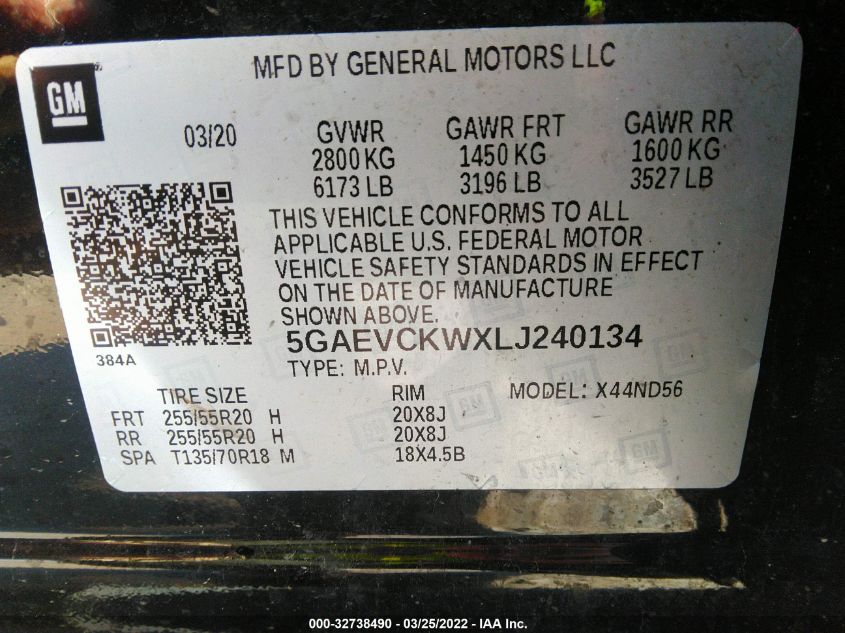 MFD BY GENERAL MOTORS LLC
GM
03/20 GVWR GAWR FRT GAWR RR
2800 KG 1450 KG 1600 KG
6173 LB 3196 LB 3527 LB
THIS VEHICLE CONFORMS TO ALL
APPLICABLE U.S. FEDERAL MOTOR
VEHICLE SAFETY STANDARDS IN EFFECT
ON THE DATE OF MANUFACTURE
SHOWN ABOVE.
5GAEVCKWXLJ240134
384A
TYPE: M.P.V.
TIRE SIZE RIM MODEL: X44ND56
FRT 255/55R20 H 20X8J
RR 255/55R20 H 20X8J
SPA T135/70R18 M 18X4.5B
000-32738490 - 03/25/2022 - IAA Inc.